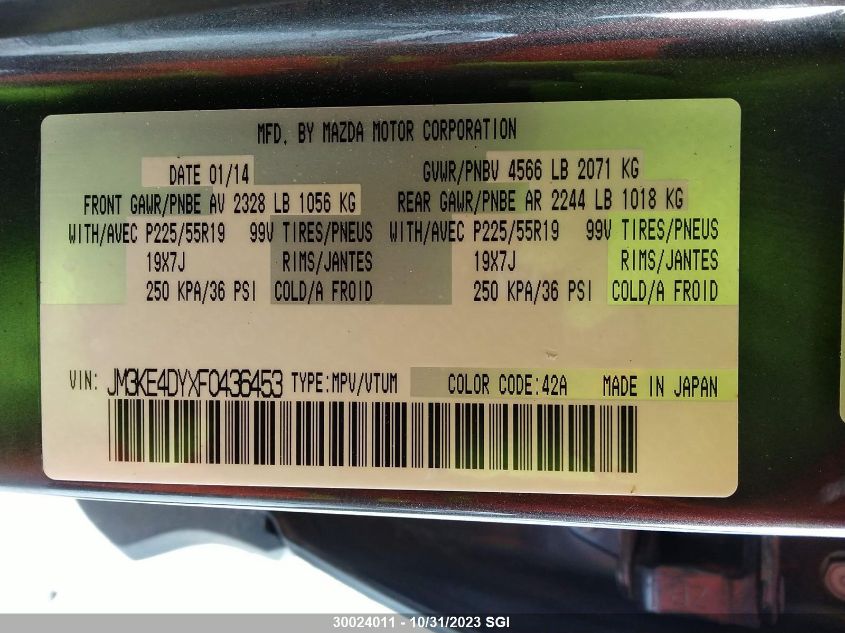 MFD. BY MAZDA MOTOR CORPORATION
DATE 01/14 GVWR/PNBV 4566 LB 2071 KG
FRONT GAWR/PNBE AV 2328 LB 1056 KG REAR GAWR/PNBE AR 2244 LB 1018 KG
WITH/AVEC P225/55R19 99V TIRES/PNEUS WITH/AVEC P225/55R19 99V TIRES/PNEUS
19X7J RIMS/JANTES 19X7J RIMS/JANTES
250 KPA/36 PSI COLD/A FROID 250 KPA/36 PSI COLD/A FROID
VIN: JM3KE4DYXF0436453 TYPE:MPV/VTUM COLOR CODE:42A MADE IN JAPAN
30024011 - 10/31/2023 SGI